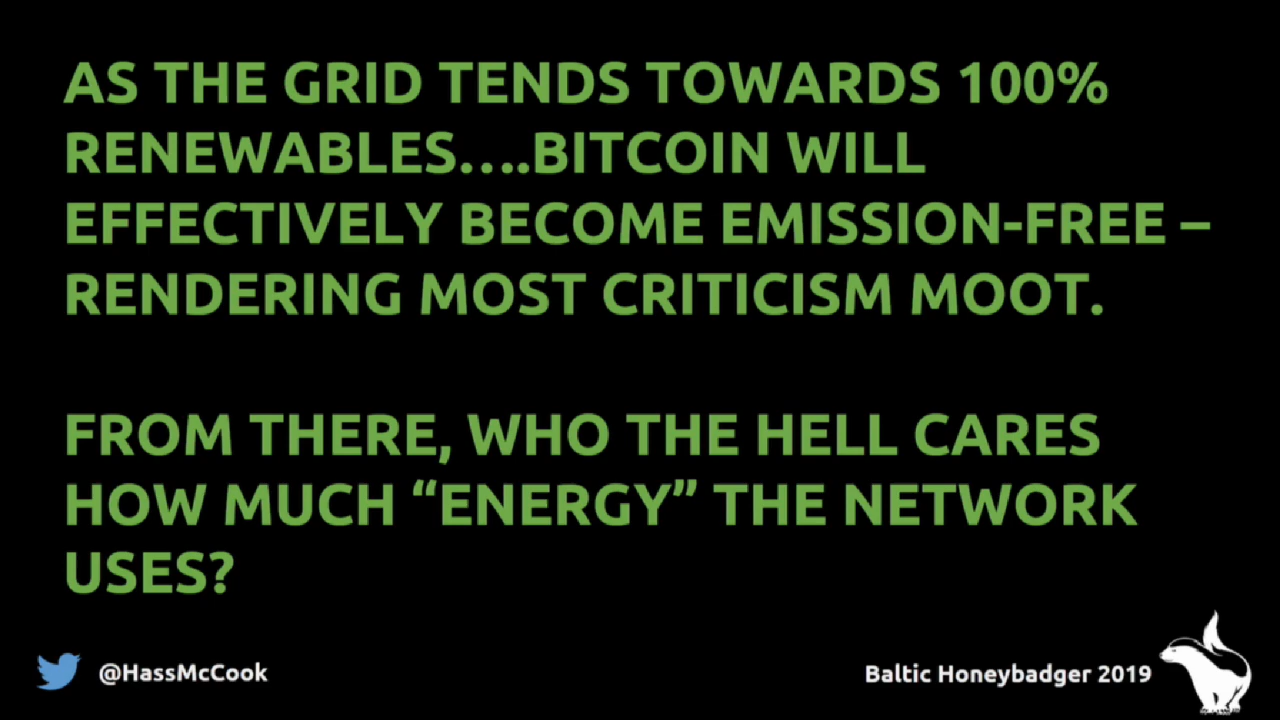 AS THE GRID TENDS TOWARDS 100%
RENEWABLES....BITCOIN WILL
EFFECTIVELY BECOME EMISSION-FREE –
RENDERING MOST CRITICISM MOOT.
FROM THERE, WHO THE HELL CARES
HOW MUCH “ENERGY” THE NETWORK
USES?
@HassMcCook
Baltic Honeybadger 2019